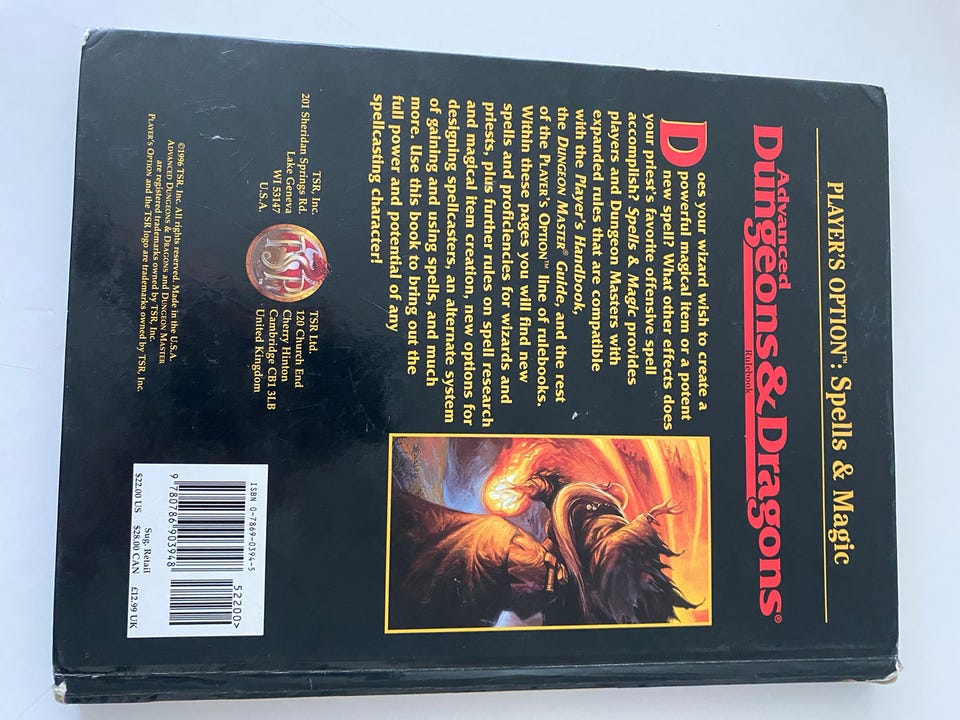 PLAYER'S OPTION™: Spells & Magic
Advanced
Dungeons & Dragons®
Rulebook
Does your wizard wish to create a
powerful magical item or a potent
new spell? What other effects does
your priest's favorite offensive spell
accomplish? Spells & Magic provides
players and Dungeon Masters with
expanded rules that are compatible
with the Player's Handbook,
the DUNGEON MASTER® Guide, and the rest
of the PLAYER'S OPTION™ line of rulebooks.
Within these pages you will find new
spells and proficiencies for wizards and
priests, plus further rules on spell research
and magical item creation, new options for
designing spellcasters, an alternate system
of gaining and using spells, and much
more. Use this book to bring out the
full power and potential of any
spellcasting character!
TSR, Inc.
201 Sheridan Springs Rd.
Lake Geneva
WI 53147
U.S.A.
TSR
TSR Ltd.
120 Church End
Cherry Hinton
Cambridge CB1 3LB
United Kingdom
©1996 TSR, Inc. All rights reserved. Made in the U.S.A.
ADVANCED DUNGEONS & DRAGONS and DUNGEON MASTER
are registered trademarks owned by TSR, Inc.
PLAYER'S OPTION and the TSR logo are trademarks owned by TSR, Inc.
ISBN 0-7869-0394-5
52200>
9 780786 903948
Sug. Retail
$22.00 US $28.00 CAN £12.99 UK